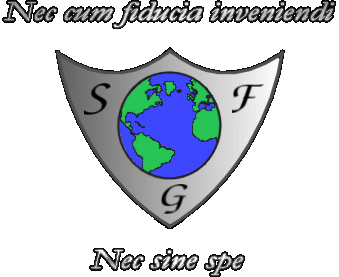 Nec cum fiducia inveniendi
S F
G
Nec sine spe